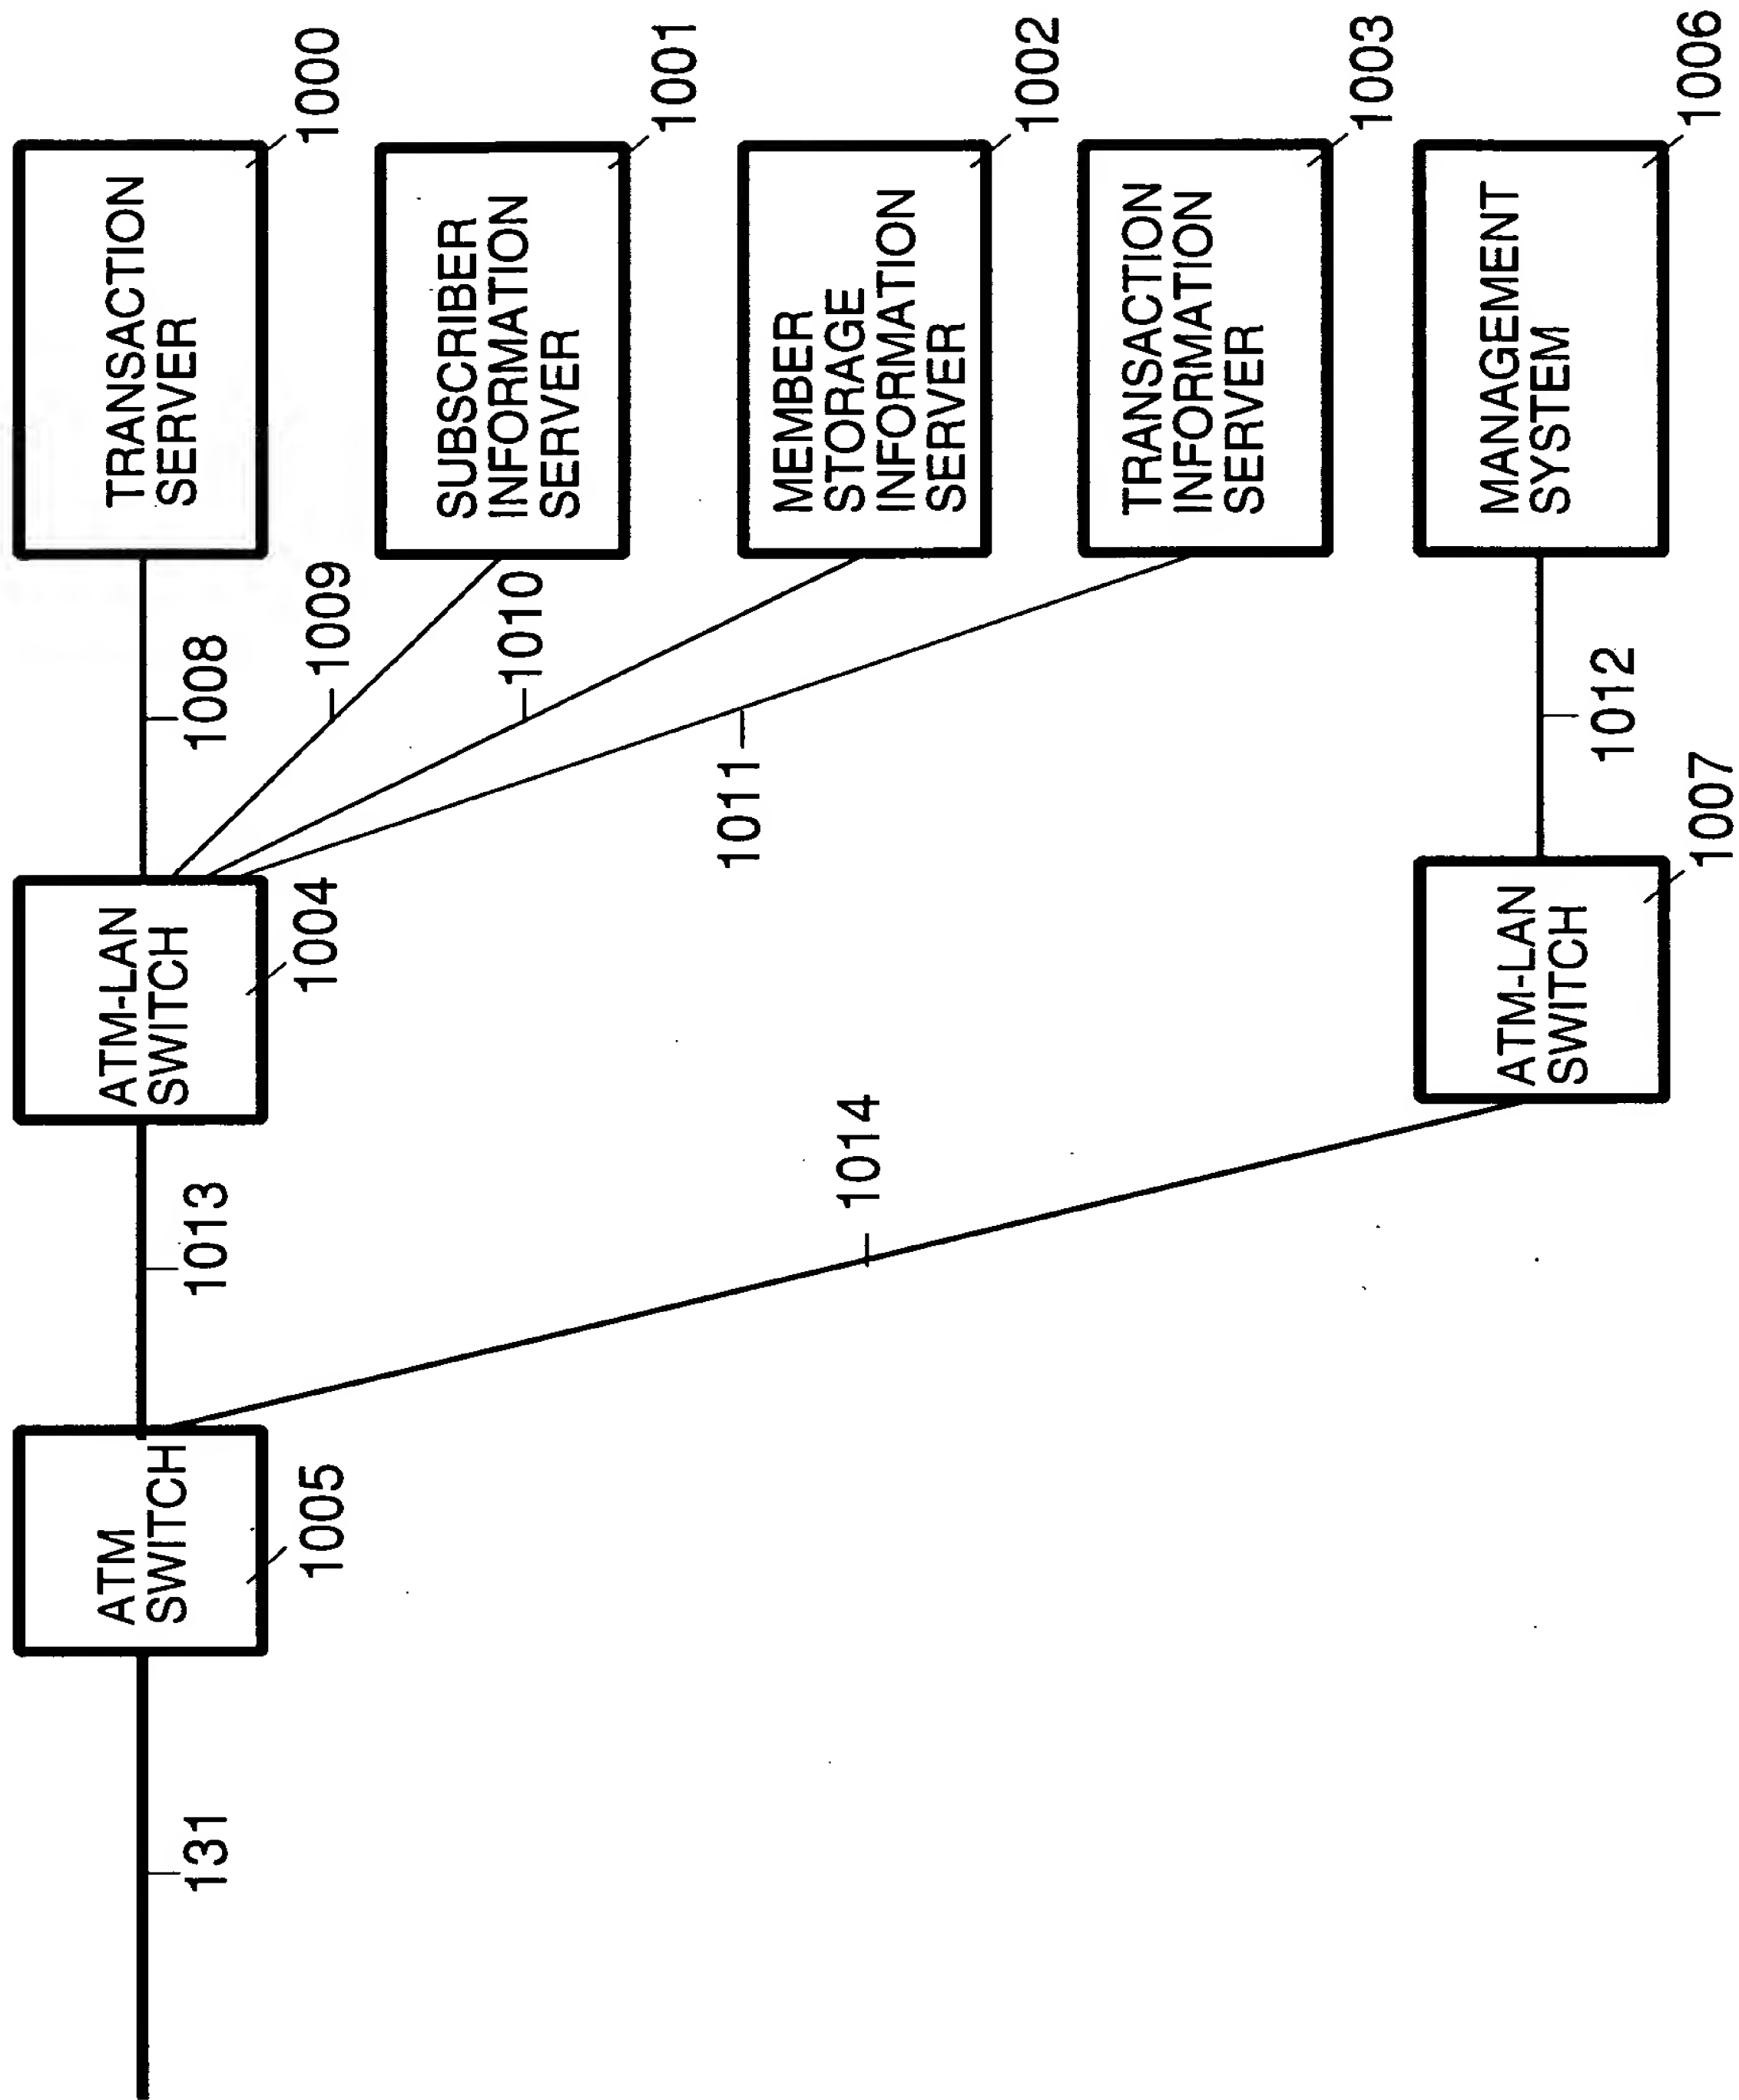 TRANSACTION
SERVER
1000
SUBSCRIBER
INFORMATION
SERVER
1001
MEMBER
STORAGE
INFORMATION
SERVER
1002
TRANSACTION
INFORMATION
SERVER
1003
MANAGEMENT
SYSTEM
1006
1008
1009
1010
1011
1012
ATM-LAN
SWITCH
1004
ATM-LAN
SWITCH
1007
1013
1014
ATM
SWITCH
1005
131